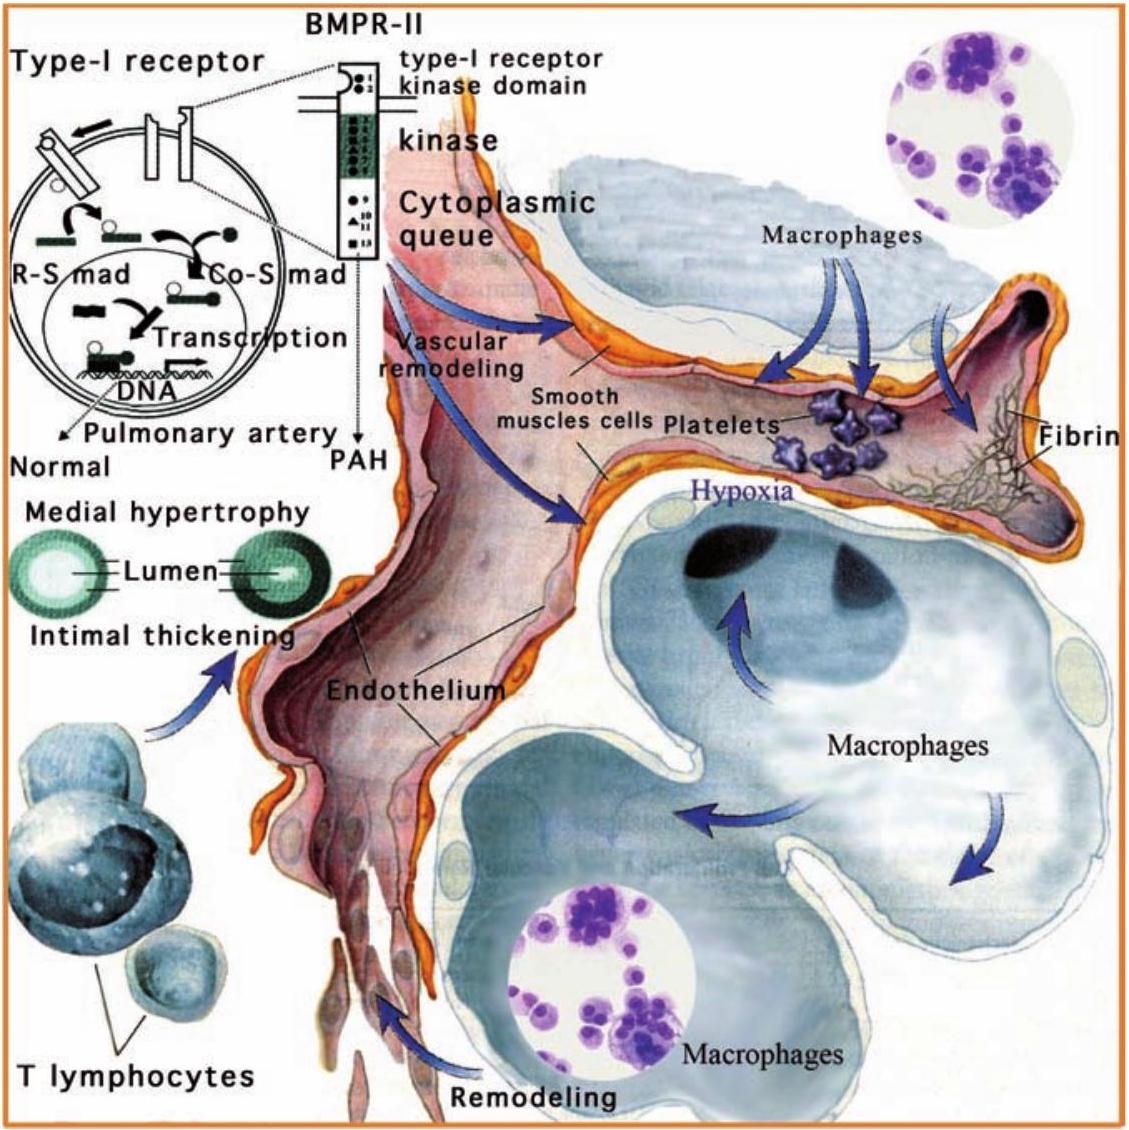 BMPR-II
Type-I receptor
type-I receptor
kinase domain
kinase
Cytoplasmic
queue
R-S mad
Co-S mad
Transcription
DNA
Pulmonary artery
Normal
PAH
Medial hypertrophy
Lumen
Intimal thickening
Macrophages
Vascular
remodeling
Smooth
muscles cells
Platelets
Fibrin
Hypoxia
Endothelium
Macrophages
T lymphocytes
Macrophages
Remodeling